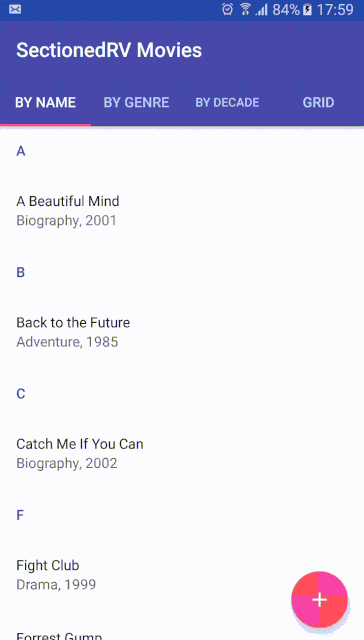 84% 17:59
SectionedRV Movies
BY NAME BY GENRE BY DECADE GRID
A
A Beautiful Mind
Biography, 2001
B
Back to the Future
Adventure, 1985
C
Catch Me If You Can
Biography, 2002
F
Fight Club
Drama, 1999
Forrest Gump